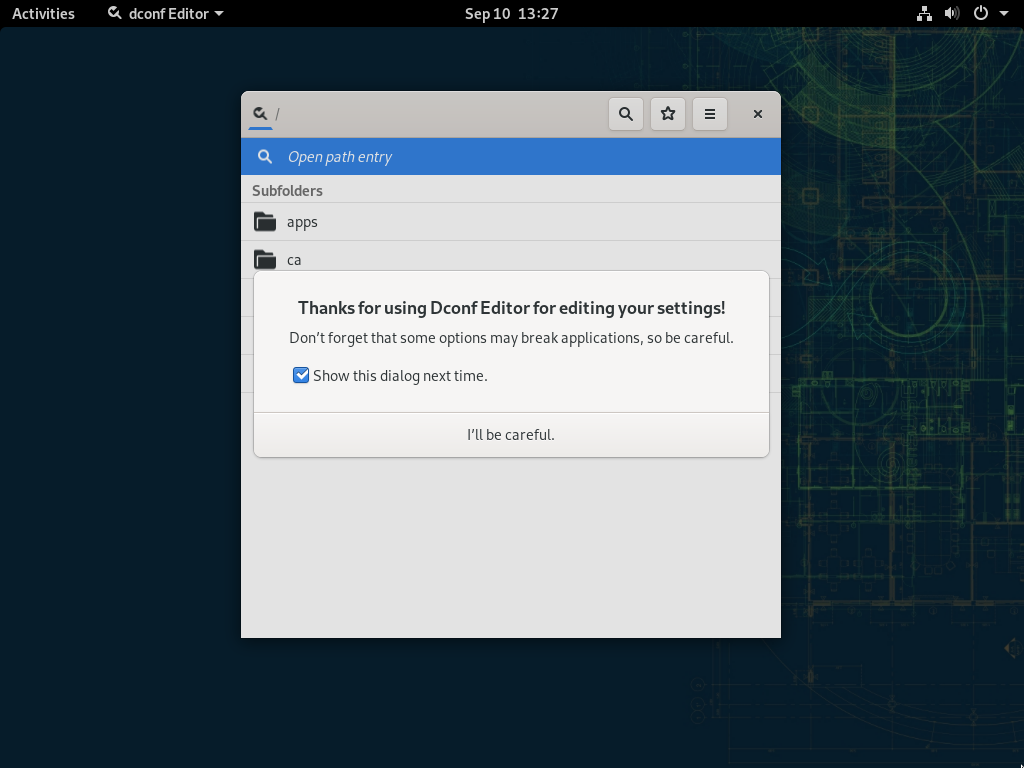 Activities dconf Editor Sep 10 13:27
/
Open path entry
Subfolders
apps
ca
Thanks for using Dconf Editor for editing your settings!
Don’t forget that some options may break applications, so be careful.
Show this dialog next time.
I’ll be careful.